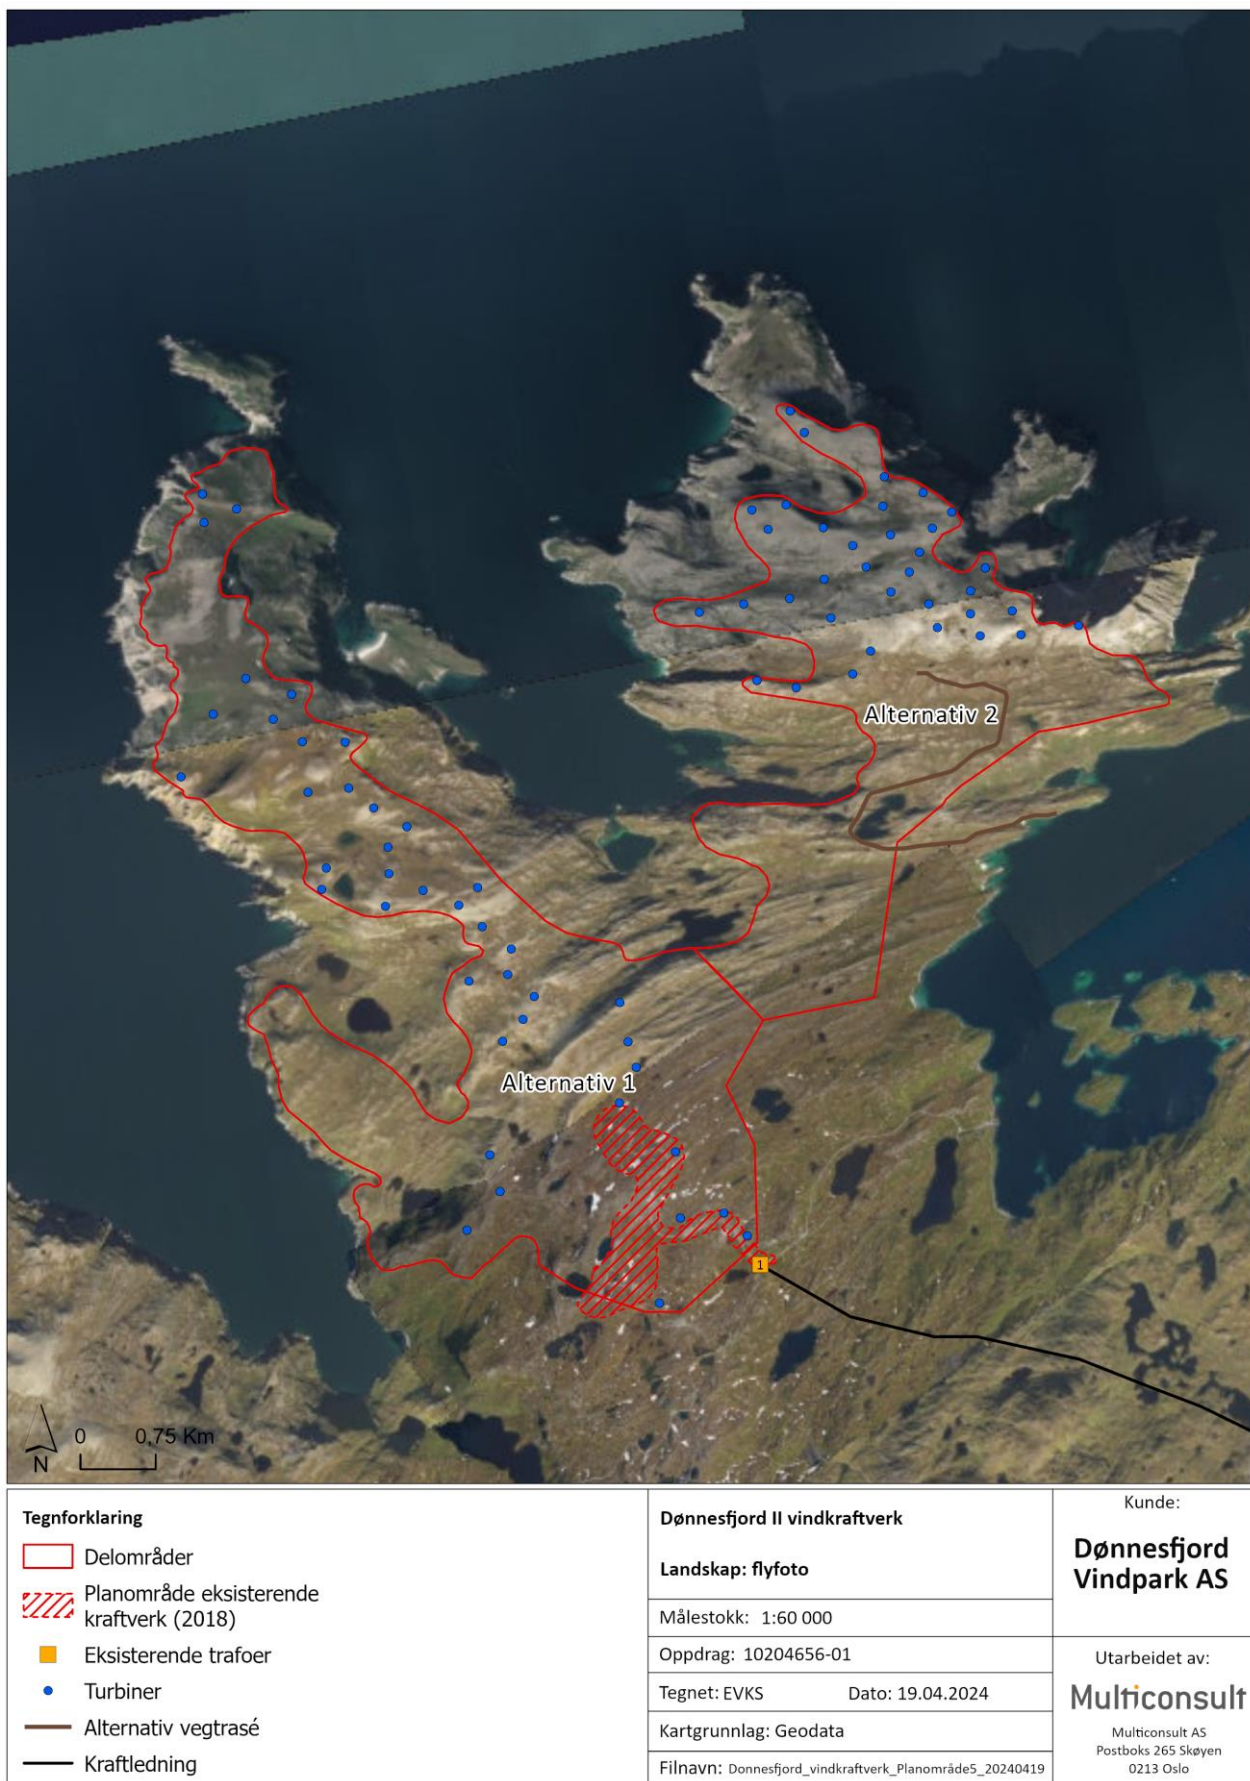 Alternativ 2
Alternativ 1
1
0 0,75 Km
N
Tegnforklaring
Delområder
Planområde eksisterende
kraftverk (2018)
Eksisterende trafoer
Turbiner
Alternativ vegtrasé
Kraftledning
Dønnesfjord II vindkraftverk
Landskap: flyfoto
Målestokk: 1:60 000
Oppdrag: 10204656-01
Tegnet: EVKS Dato: 19.04.2024
Kartgrunnlag: Geodata
Filnavn: Donnesfjord_vindkraftverk_Planområde5_20240419
Kunde:
Dønnesfjord
Vindpark AS
Utarbeidet av:
Multiconsult
Multiconsult AS
Postboks 265 Skøyen
0213 Oslo